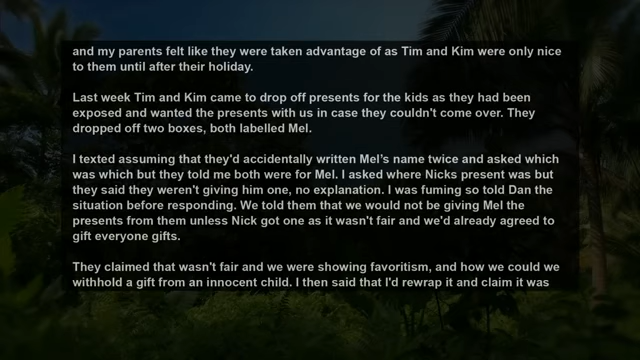 and my parents felt like they were taken advantage of as Tim and Kim were only nice
to them until after their holiday.
Last week Tim and Kim came to drop off presents for the kids as they had been
exposed and wanted the presents with us in case they couldn't come over. They
dropped off two boxes, both labelled Mel.
I texted assuming that they'd accidentally written Mel's name twice and asked which
was which but they told me both were for Mel. I asked where Nicks present was but
they said they weren't giving him one, no explanation. I was fuming so told Dan the
situation before responding. We told them that we would not be giving Mel the
presents from them unless Nick got one as it wasn't fair and we'd already agreed to
gift everyone gifts.
They claimed that wasn't fair and we were showing favoritism, and how we could we
withhold a gift from an innocent child. I then said that I'd rewrap it and claim it was